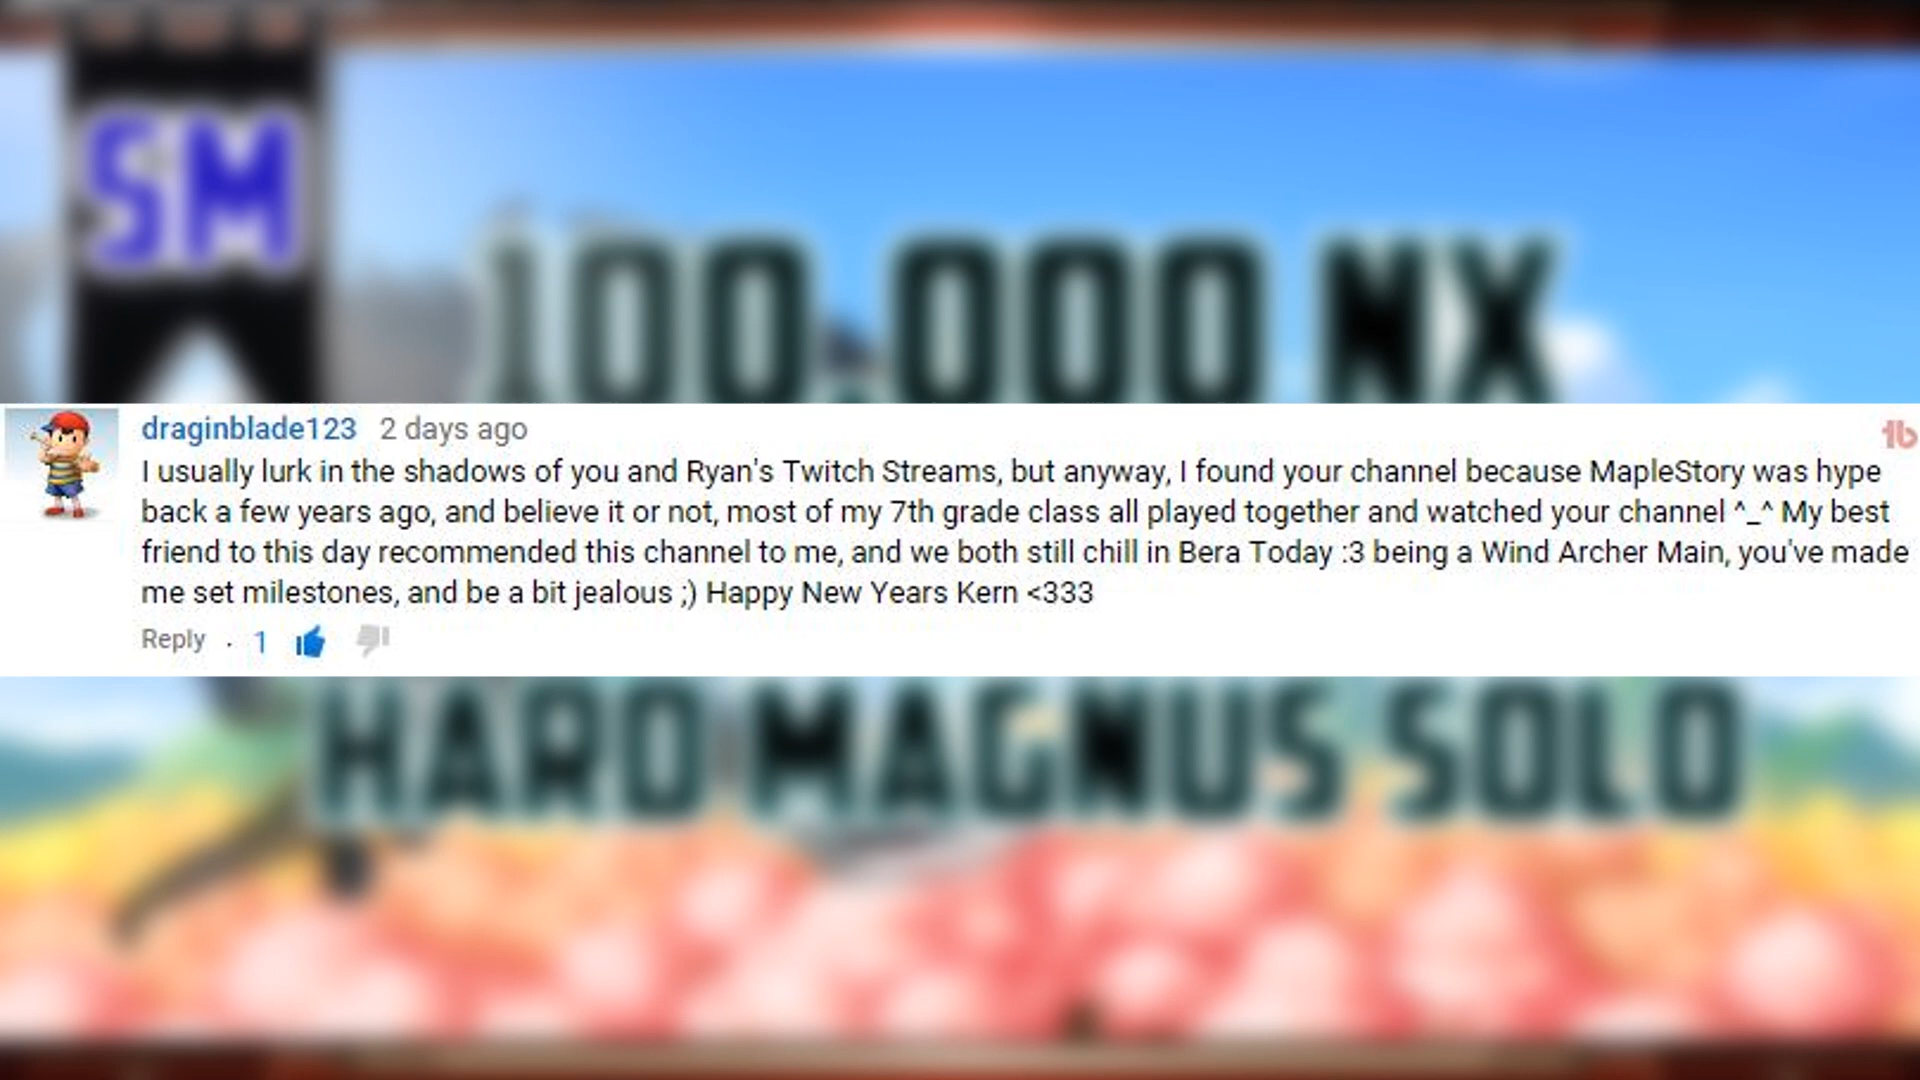 SM
100,000 NX
draginblade123 2 days ago
I usually lurk in the shadows of you and Ryan's Twitch Streams, but anyway, I found your channel because MapleStory was hype
back a few years ago, and believe it or not, most of my 7th grade class all played together and watched your channel ^_^ My best
friend to this day recommended this channel to me, and we both still chill in Bera Today :3 being a Wind Archer Main, you've made
me set milestones, and be a bit jealous ;) Happy New Years Kern <333
Reply · 1
HARD MAGNUS SOLO